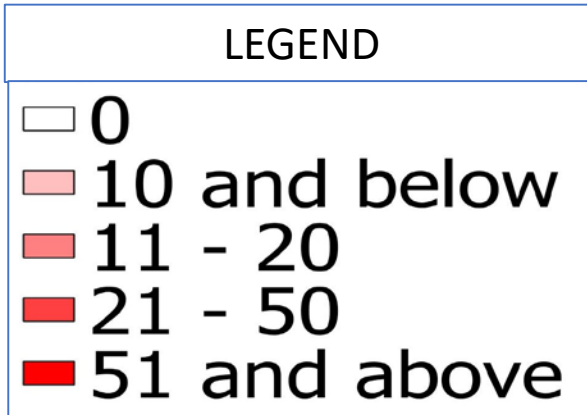 LEGEND
0
10 and below
11 - 20
21 - 50
51 and above